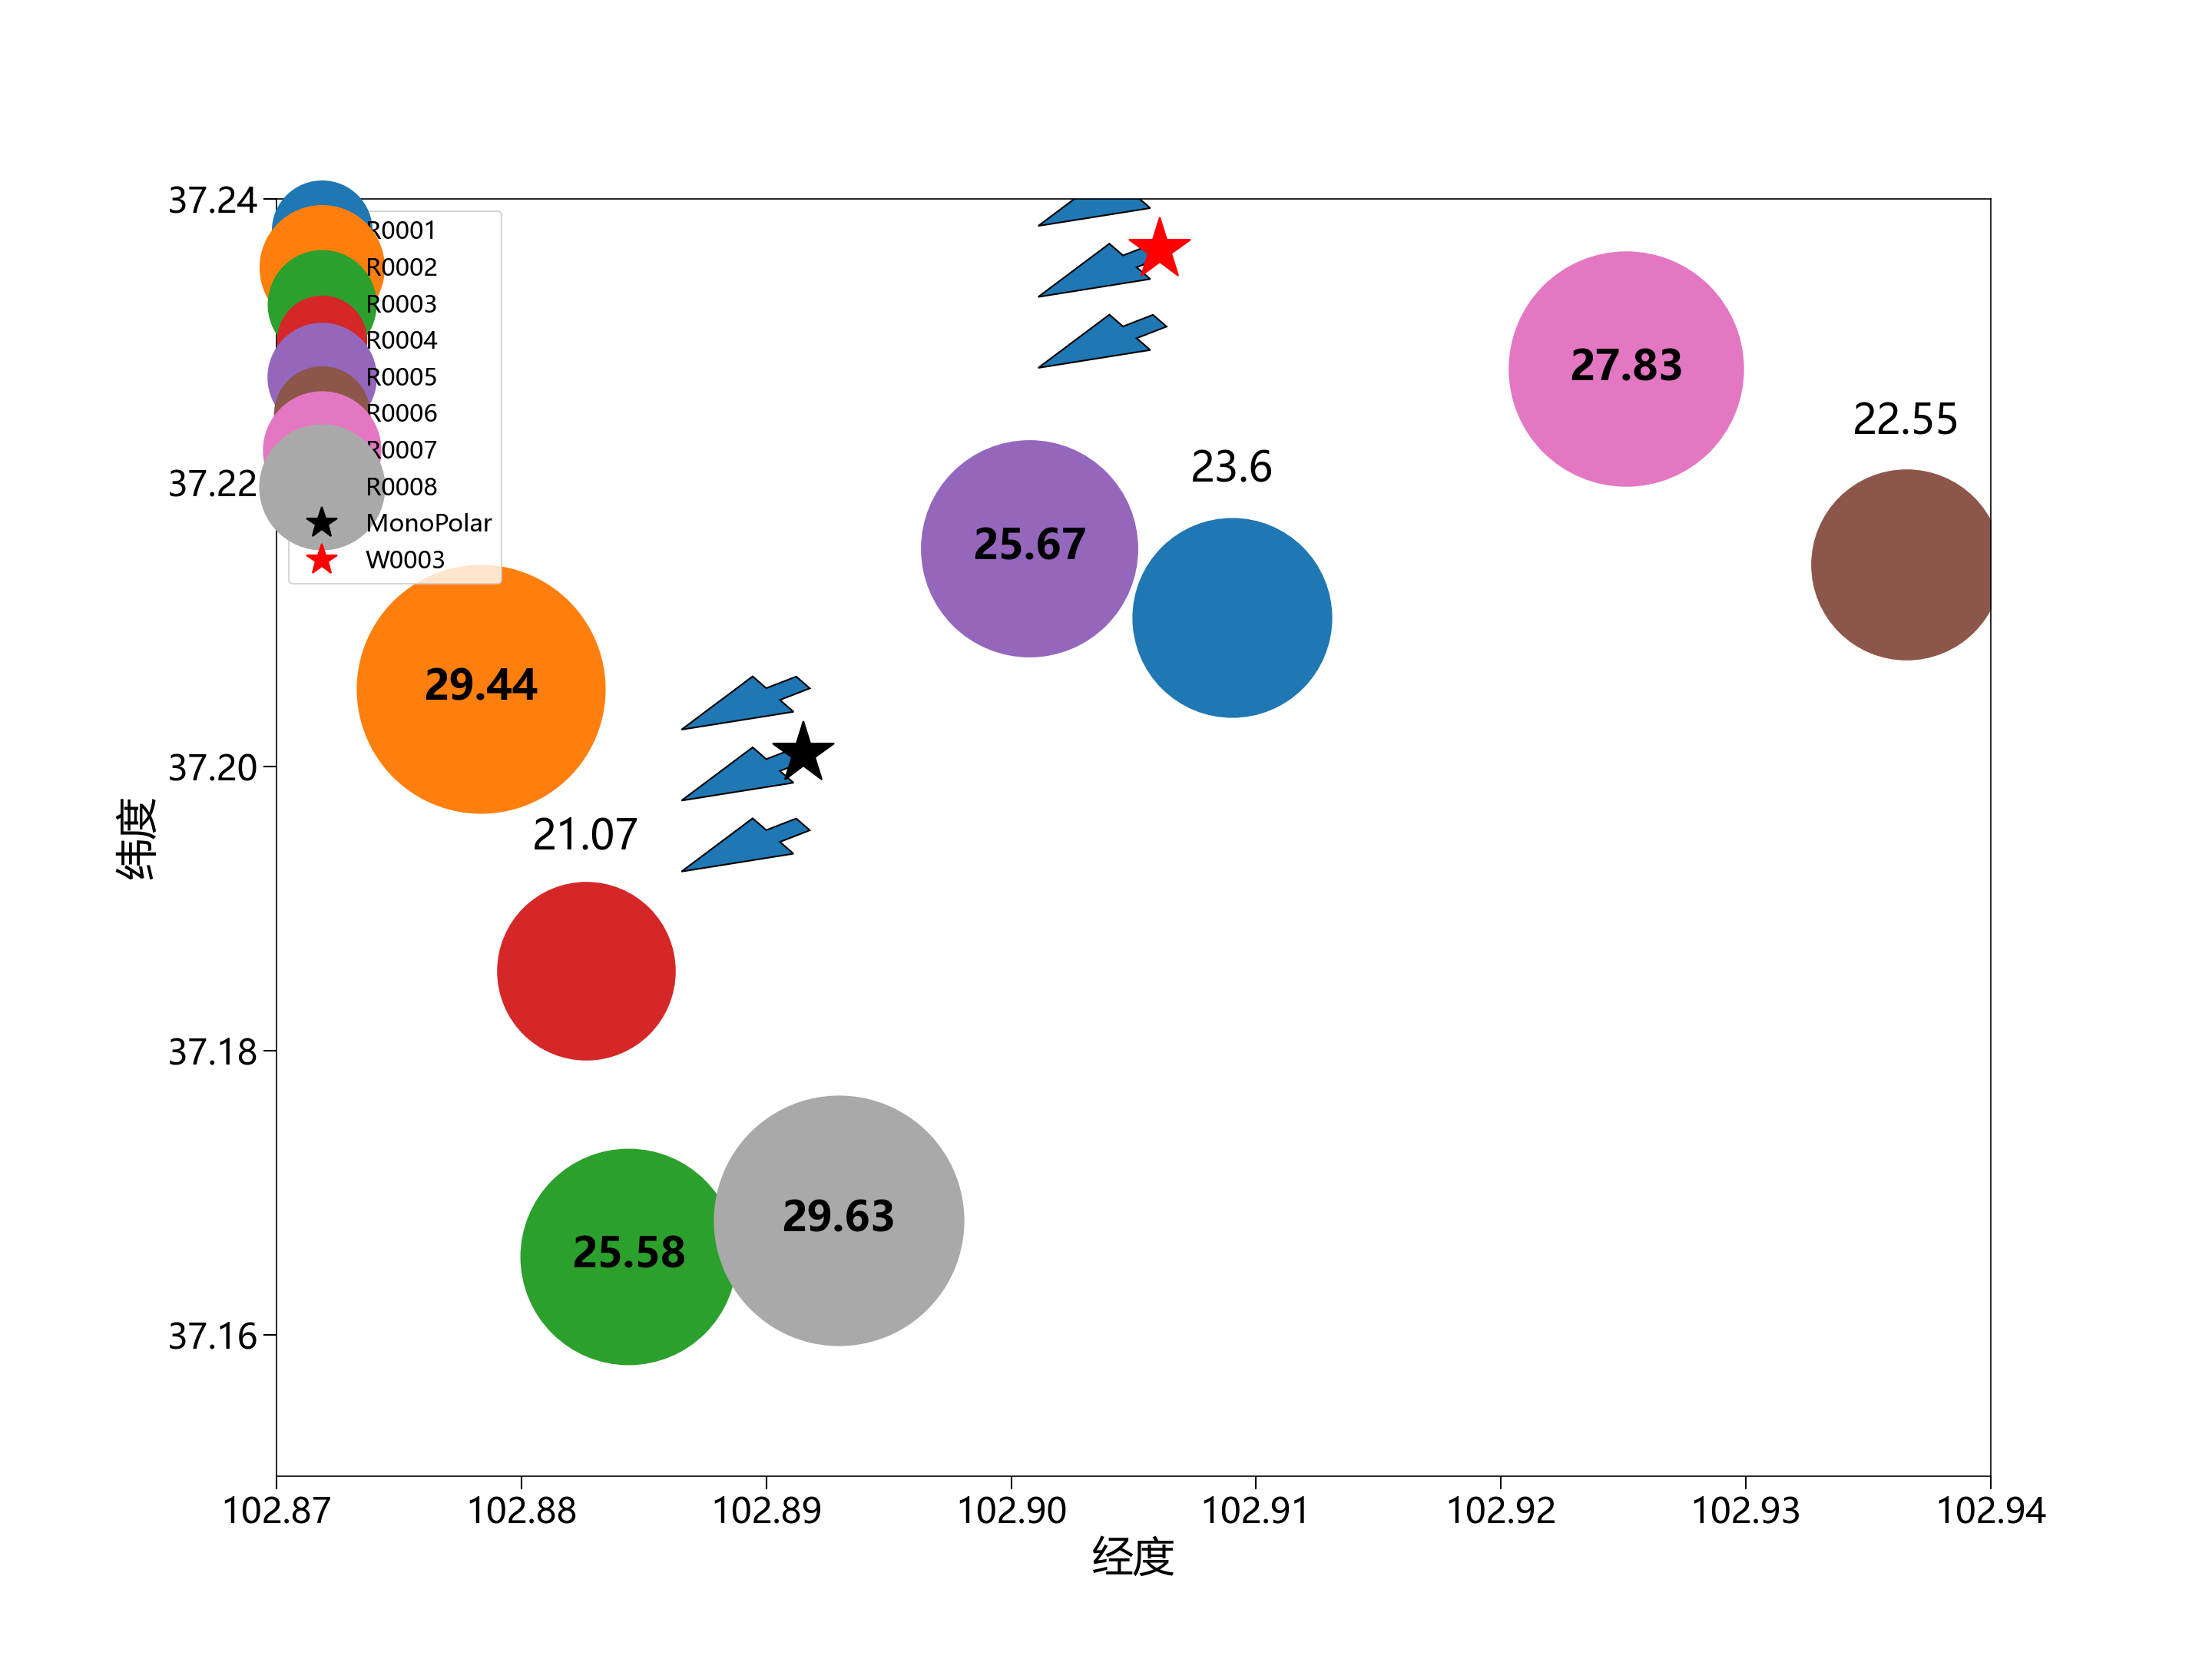 37.24
37.22
37.20
37.18
37.16
纬度
R0001
R0002
R0003
R0004
R0005
R0006
R0007
R0008
MonoPolar
W0003
27.83
22.55
23.6
25.67
29.44
21.07
29.63
25.58
102.87 102.88 102.89 102.90 102.91 102.92 102.93 102.94
经度